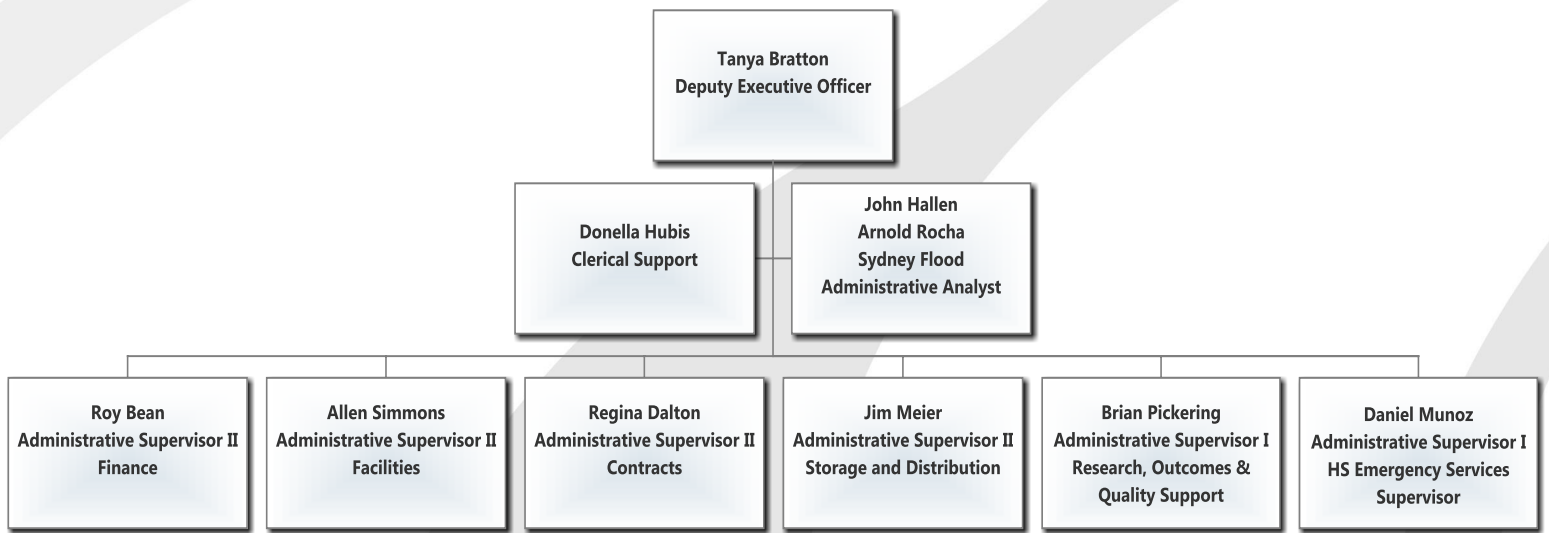 Tanya Bratton
Deputy Executive Officer
Donella Hubis
Clerical Support
John Hallen
Arnold Rocha
Sydney Flood
Administrative Analyst
Roy Bean
Administrative Supervisor II
Finance
Allen Simmons
Administrative Supervisor II
Facilities
Regina Dalton
Administrative Supervisor II
Contracts
Jim Meier
Administrative Supervisor II
Storage and Distribution
Brian Pickering
Administrative Supervisor I
Research, Outcomes &
Quality Support
Daniel Munoz
Administrative Supervisor I
HS Emergency Services
Supervisor